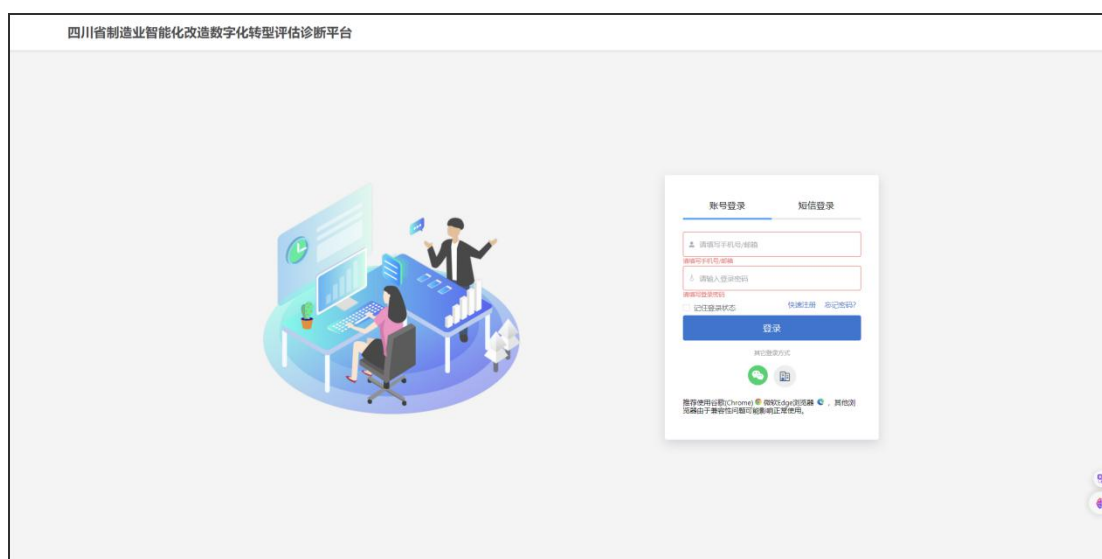 四川省制造业智能化改造数字化转型评估诊断平台
账号登录 短信登录
请填写手机号/邮箱
请填写手机号/邮箱
请输入登录密码
请填写登录密码
记住登录状态 快速注册 忘记密码?
登录
其它登录方式
推荐使用谷歌(Chrome) 微软Edge浏览器 ，其他浏
览器由于兼容性问题可能影响正常使用。